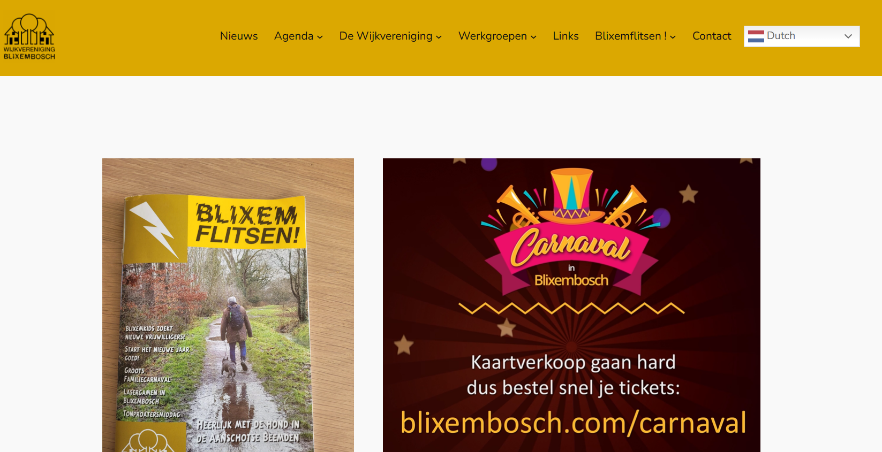 WIJKVERENIGING
BLIXEMBOSCH
Nieuws
Agenda
De Wijkvereniging
Werkgroepen
Links
Blixemflitsen !
Contact
Dutch
BLIXEM
FLITSEN!
BLIXEMKIDS ZOEKT
NIEUWE VRIJWILLIGERS!
START HET NIEUWE JAAR
GOED!
GROOTS
FAMILIECARNAVAL
LASERGAMEN IN
BLIXEMBOSCH
TONPROATERSMIDDAG
HEERLIJK MET DE HOND IN
DE AANSCHOTSE BEEMDEN
Carnaval
in
Blixembosch
Kaartverkoop gaan hard
dus bestel snel je tickets:
blixembosch.com/carnaval